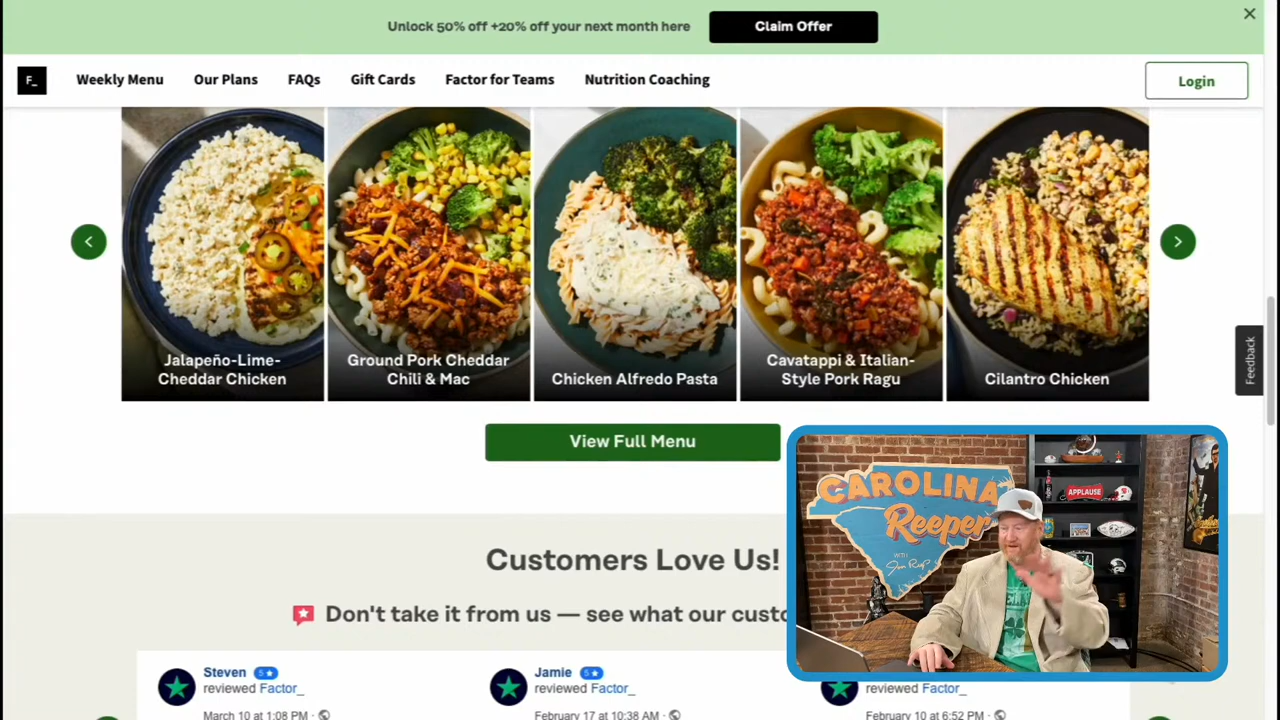 Unlock 50% off +20% off your next month here
Claim Offer
F_
Weekly Menu
Our Plans
FAQs
Gift Cards
Factor for Teams
Nutrition Coaching
Login
Jalapeño-Lime-
Cheddar Chicken
Ground Pork Cheddar
Chili & Mac
Chicken Alfredo Pasta
Cavatappi & Italian-
Style Pork Ragu
Cilantro Chicken
Feedback
View Full Menu
CAROLINA
Reeper
WITH
APPLAUSE
Customers Love Us!
Don't take it from us — see what our custo
Steven 5★
reviewed Factor_
March 10 at 1:08 PM ·
Jamie 5★
reviewed Factor_
February 17 at 10:38 AM ·
reviewed Factor_
February 10 at 6:52 PM ·